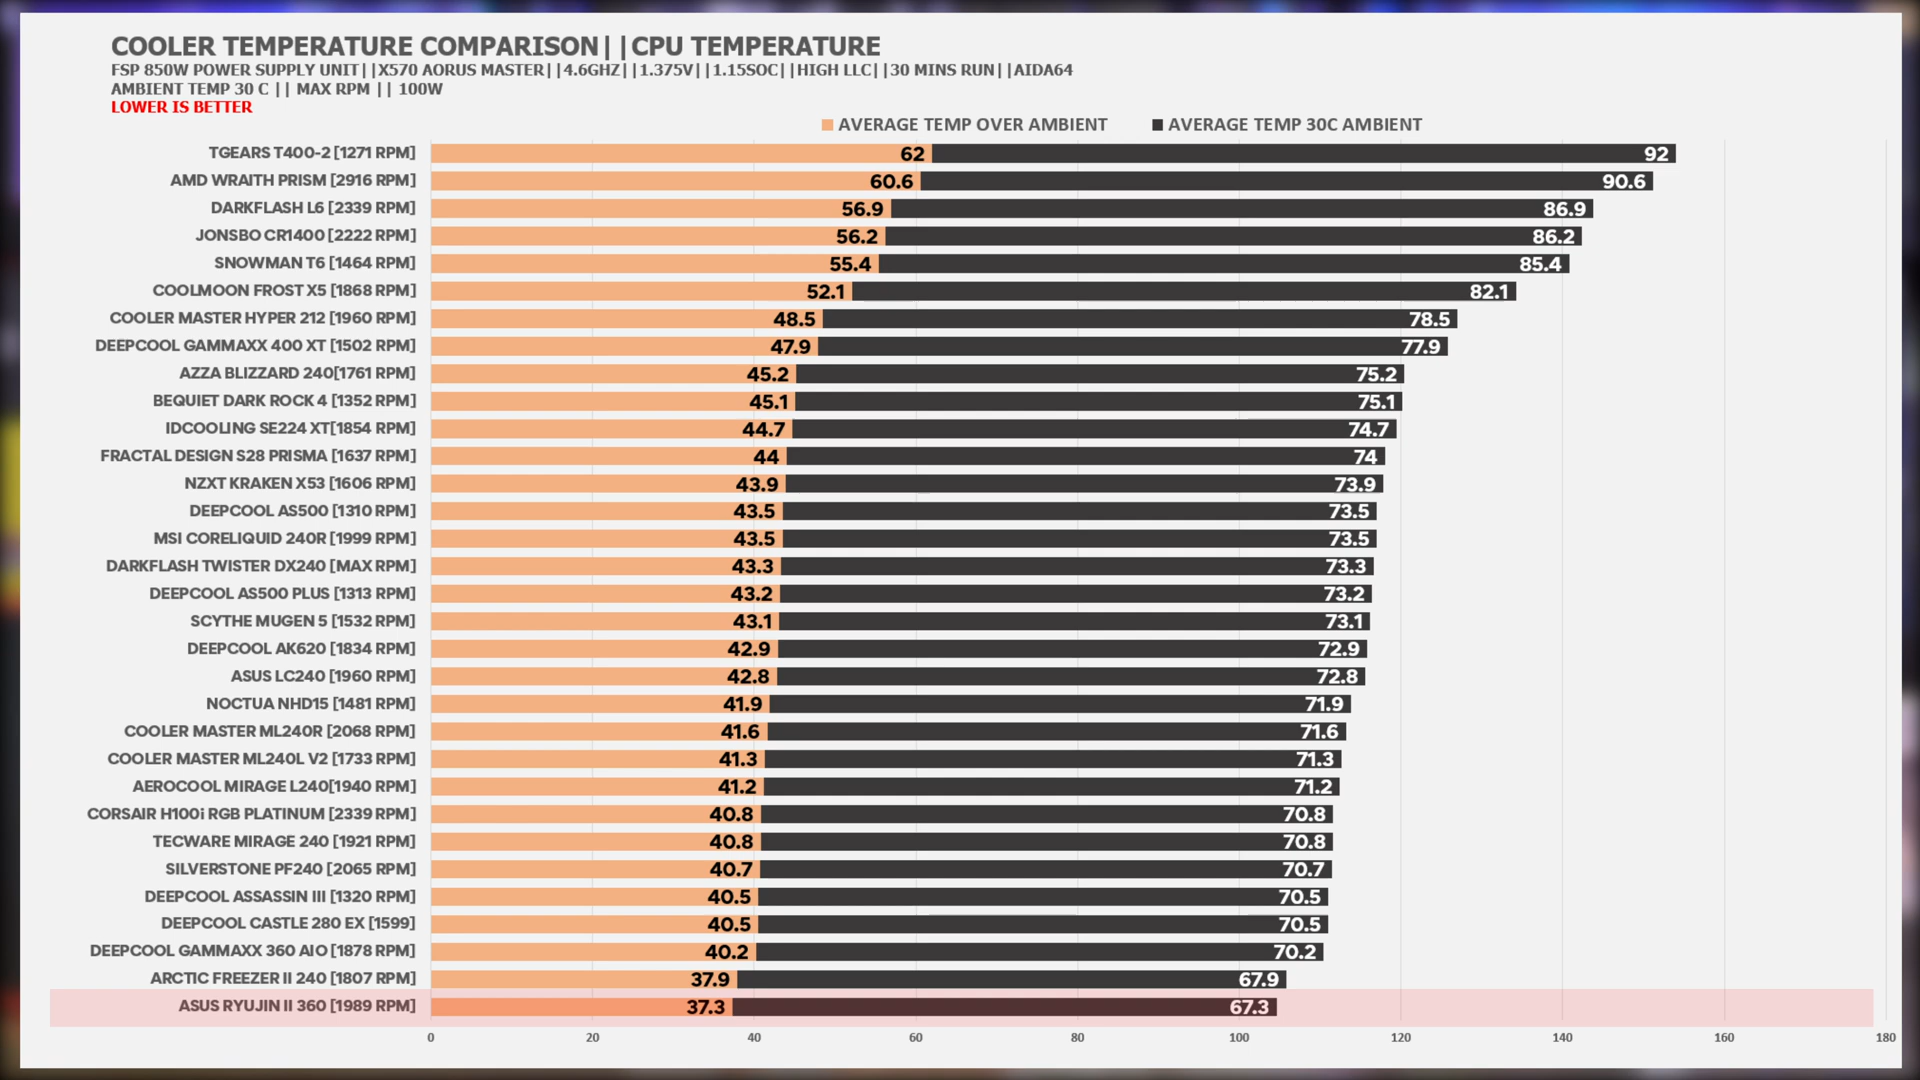 COOLER TEMPERATURE COMPARISON||CPU TEMPERATURE
FSP 850W POWER SUPPLY UNIT||X570 AORUS MASTER||4.6GHZ||1.375V||1.15SOC||HIGH LLC||30 MINS RUN||AIDA64
AMBIENT TEMP 30 C || MAX RPM || 100W
LOWER IS BETTER
AVERAGE TEMP OVER AMBIENT AVERAGE TEMP 30C AMBIENT
TGEARS T400-2 [1271 RPM] 62 92
AMD WRAITH PRISM [2916 RPM] 60.6 90.6
DARKFLASH L6 [2339 RPM] 56.9 86.9
JONSBO CR1400 [2222 RPM] 56.2 86.2
SNOWMAN T6 [1464 RPM] 55.4 85.4
COOLMOON FROST X5 [1868 RPM] 52.1 82.1
COOLER MASTER HYPER 212 [1960 RPM] 48.5 78.5
DEEPCOOL GAMMAXX 400 XT [1502 RPM] 47.9 77.9
AZZA BLIZZARD 240[1761 RPM] 45.2 75.2
BEQUIET DARK ROCK 4 [1352 RPM] 45.1 75.1
IDCOOLING SE224 XT[1854 RPM] 44.7 74.7
FRACTAL DESIGN S28 PRISMA [1637 RPM] 44 74
NZXT KRAKEN X53 [1606 RPM] 43.9 73.9
DEEPCOOL AS500 [1310 RPM] 43.5 73.5
MSI CORELIQUID 240R [1999 RPM] 43.5 73.5
DARKFLASH TWISTER DX240 [MAX RPM] 43.3 73.3
DEEPCOOL AS500 PLUS [1313 RPM] 43.2 73.2
SCYTHE MUGEN 5 [1532 RPM] 43.1 73.1
DEEPCOOL AK620 [1834 RPM] 42.9 72.9
ASUS LC240 [1960 RPM] 42.8 72.8
NOCTUA NHD15 [1481 RPM] 41.9 71.9
COOLER MASTER ML240R [2068 RPM] 41.6 71.6
COOLER MASTER ML240L V2 [1733 RPM] 41.3 71.3
AEROCOOL MIRAGE L240[1940 RPM] 41.2 71.2
CORSAIR H100i RGB PLATINUM [2339 RPM] 40.8 70.8
TECWARE MIRAGE 240 [1921 RPM] 40.8 70.8
SILVERSTONE PF240 [2065 RPM] 40.7 70.7
DEEPCOOL ASSASSIN III [1320 RPM] 40.5 70.5
DEEPCOOL CASTLE 280 EX [1599] 40.5 70.5
DEEPCOOL GAMMAXX 360 AIO [1878 RPM] 40.2 70.2
ARCTIC FREEZER II 240 [1807 RPM] 37.9 67.9
ASUS RYUJIN II 360 [1989 RPM] 37.3 67.3
0 20 40 60 80 100 120 140 160 180